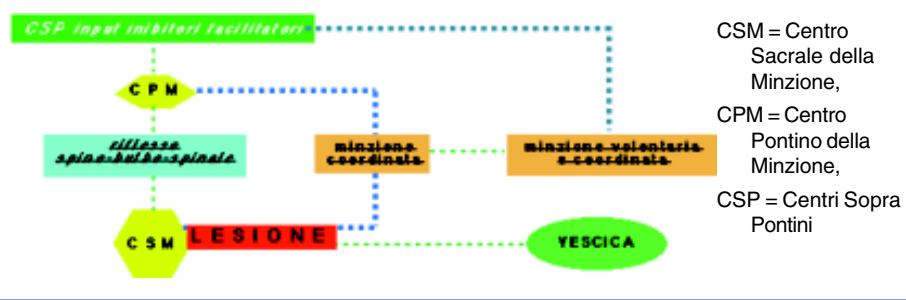 CSP input inibitori facilitatori
CPM
riflesso
spino-bulbo-spinale
minzione
coordinata
minzione volontaria
e coordinata
CSM
LESIONE
VESCICA
CSM = Centro
Sacrale della
Minzione,
CPM = Centro
Pontino della
Minzione,
CSP = Centri Sopra
Pontini